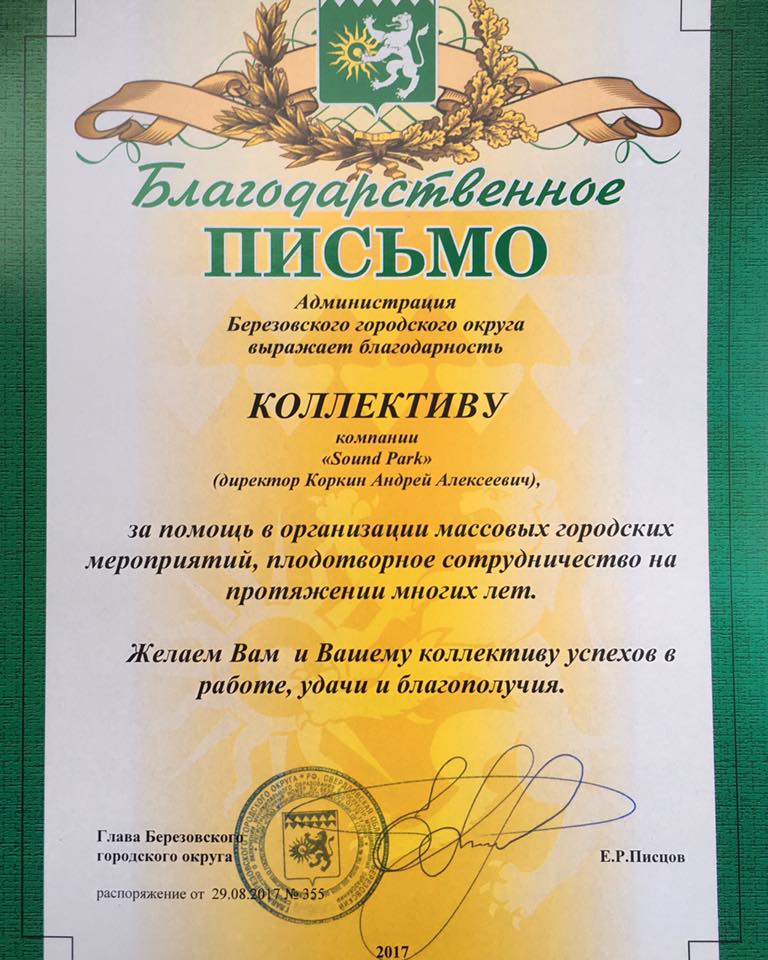 Благодарственное
ПИСЬМО
Администрация
Березовского городского округа
выражает благодарность
КОЛЛЕКТИВУ
компании
«Sound Park»
(директор Коркин Андрей Алексеевич),
за помощь в организации массовых городских
мероприятий, плодотворное сотрудничество на
протяжении многих лет.
Желаем Вам и Вашему коллективу успехов в
работе, удачи и благополучия.
Глава Березовского
городского округа
Е.Р.Писцов
распоряжение от 29.08.2017 № 355
2017